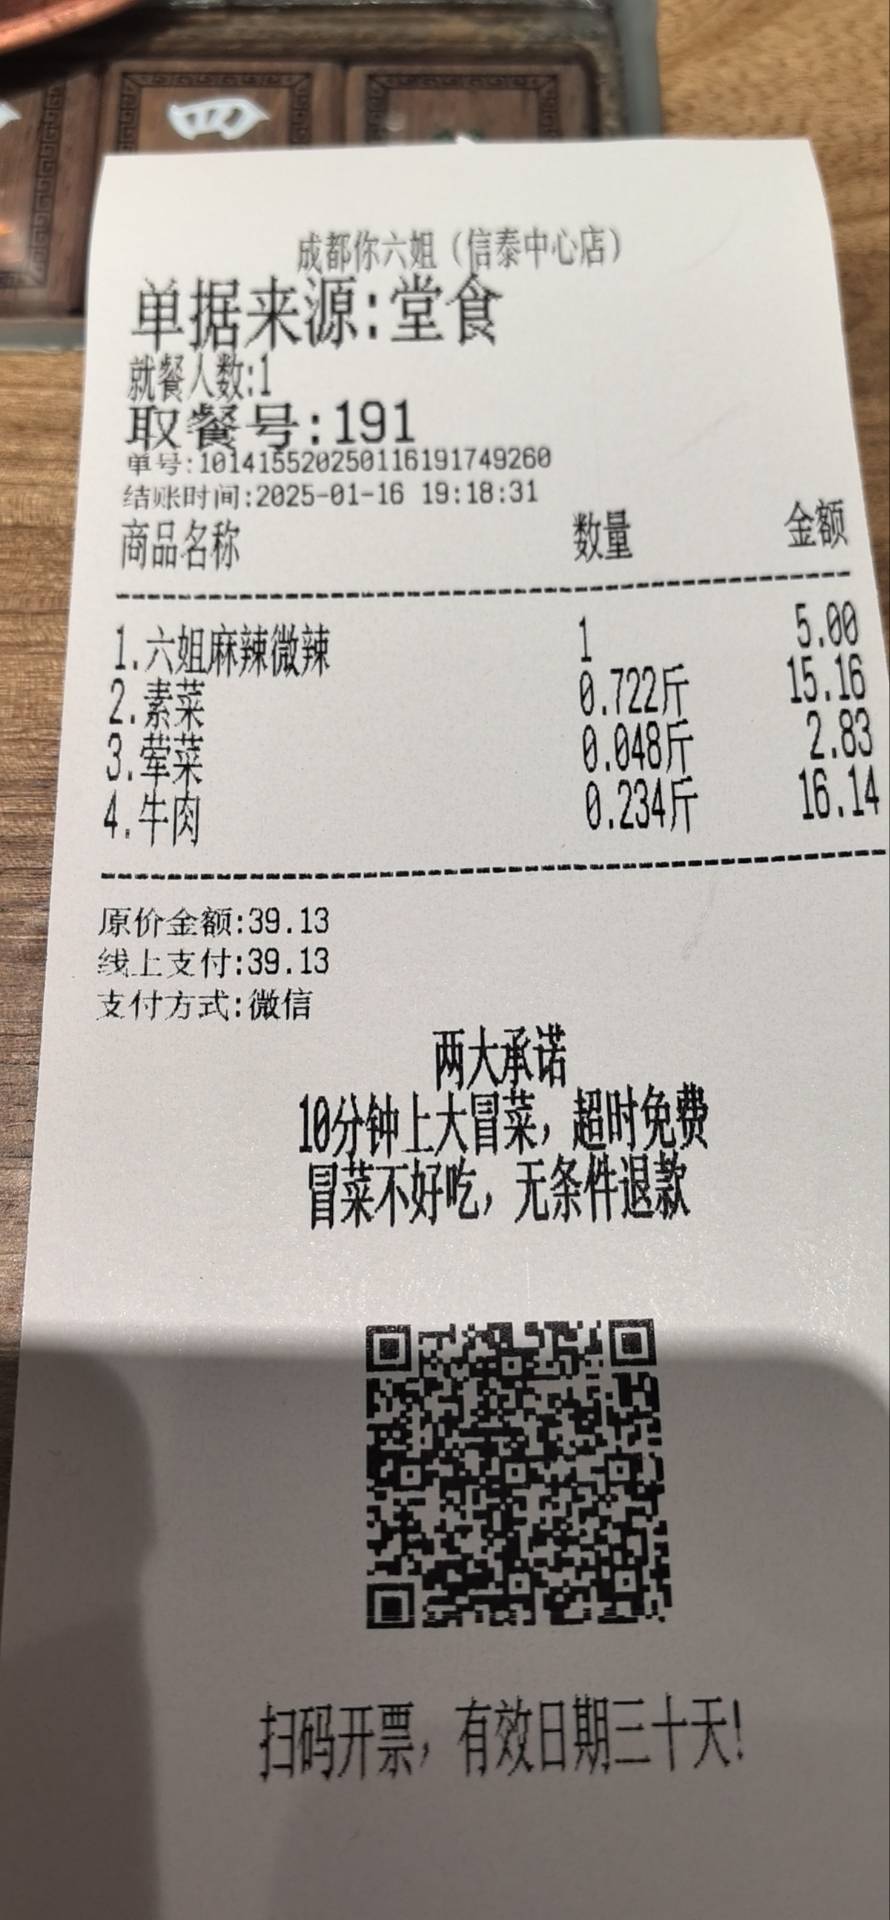 四
成都你六姐（信泰中心店）
单据来源:堂食
就餐人数:1
取餐号:191
单号:101415520250116191749260
结账时间:2025-01-16 19:18:31
商品名称 数量 金额
1.六姐麻辣微辣 1 5.00
2.素菜 0.722斤 15.16
3.荤菜 0.048斤 2.83
4.牛肉 0.234斤 16.14
原价金额:39.13
线上支付:39.13
支付方式:微信
两大承诺
10分钟上大冒菜，超时免费
冒菜不好吃，无条件退款
扫码开票，有效日期三十天!